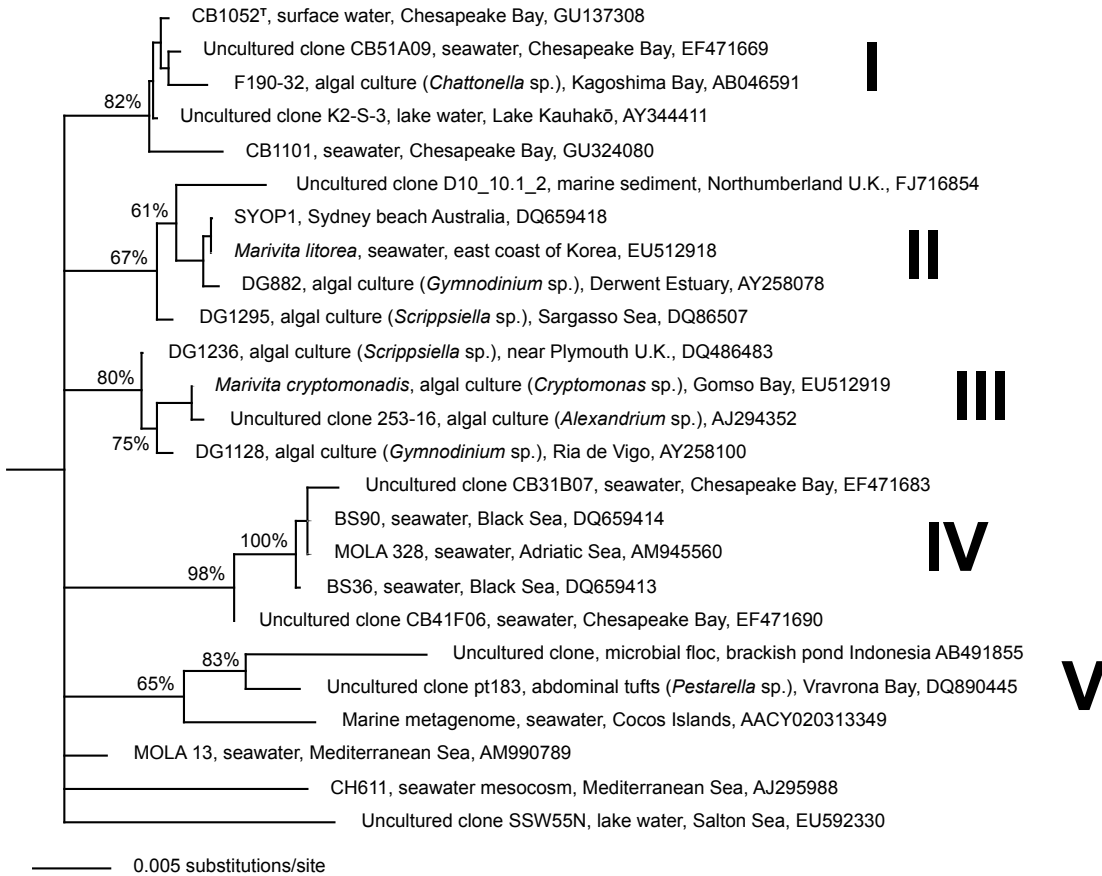 CB1052ᵀ, surface water, Chesapeake Bay, GU137308
Uncultured clone CB51A09, seawater, Chesapeake Bay, EF471669
I
F190-32, algal culture (Chattonella sp.), Kagoshima Bay, AB046591
82%
Uncultured clone K2-S-3, lake water, Lake Kauhakō, AY344411
CB1101, seawater, Chesapeake Bay, GU324080
Uncultured clone D10_10.1_2, marine sediment, Northumberland U.K., FJ716854
61%
SYOP1, Sydney beach Australia, DQ659418
II
67%
Marivita litorea, seawater, east coast of Korea, EU512918
DG882, algal culture (Gymnodinium sp.), Derwent Estuary, AY258078
DG1295, algal culture (Scrippsiella sp.), Sargasso Sea, DQ86507
DG1236, algal culture (Scrippsiella sp.), near Plymouth U.K., DQ486483
80%
Marivita cryptomonadis, algal culture (Cryptomonas sp.), Gomso Bay, EU512919
III
Uncultured clone 253-16, algal culture (Alexandrium sp.), AJ294352
75%
DG1128, algal culture (Gymnodinium sp.), Ria de Vigo, AY258100
Uncultured clone CB31B07, seawater, Chesapeake Bay, EF471683
BS90, seawater, Black Sea, DQ659414
100%
MOLA 328, seawater, Adriatic Sea, AM945560
IV
98%
BS36, seawater, Black Sea, DQ659413
Uncultured clone CB41F06, seawater, Chesapeake Bay, EF471690
Uncultured clone, microbial floc, brackish pond Indonesia AB491855
83%
65%
Uncultured clone pt183, abdominal tufts (Pestarella sp.), Vravrona Bay, DQ890445
V
Marine metagenome, seawater, Cocos Islands, AACY020313349
MOLA 13, seawater, Mediterranean Sea, AM990789
CH611, seawater mesocosm, Mediterranean Sea, AJ295988
Uncultured clone SSW55N, lake water, Salton Sea, EU592330
0.005 substitutions/site